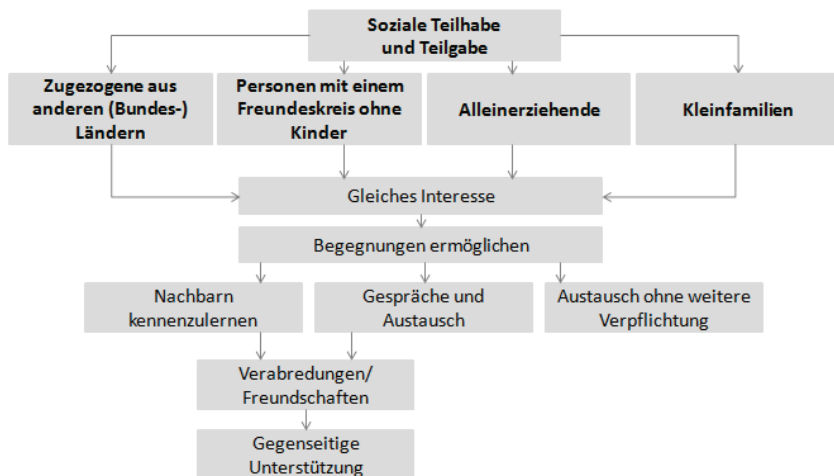 Soziale Teilhabe
und Teilgabe
Zugezogene aus
anderen (Bundes-)
Ländern
Personen mit einem
Freundeskreis ohne
Kinder
Alleinerziehende
Kleinfamilien
Gleiches Interesse
Begegnungen ermöglichen
Nachbarn
kennenzulernen
Gespräche und
Austausch
Austausch ohne weitere
Verpflichtung
Verabredungen/
Freundschaften
Gegenseitige
Unterstützung